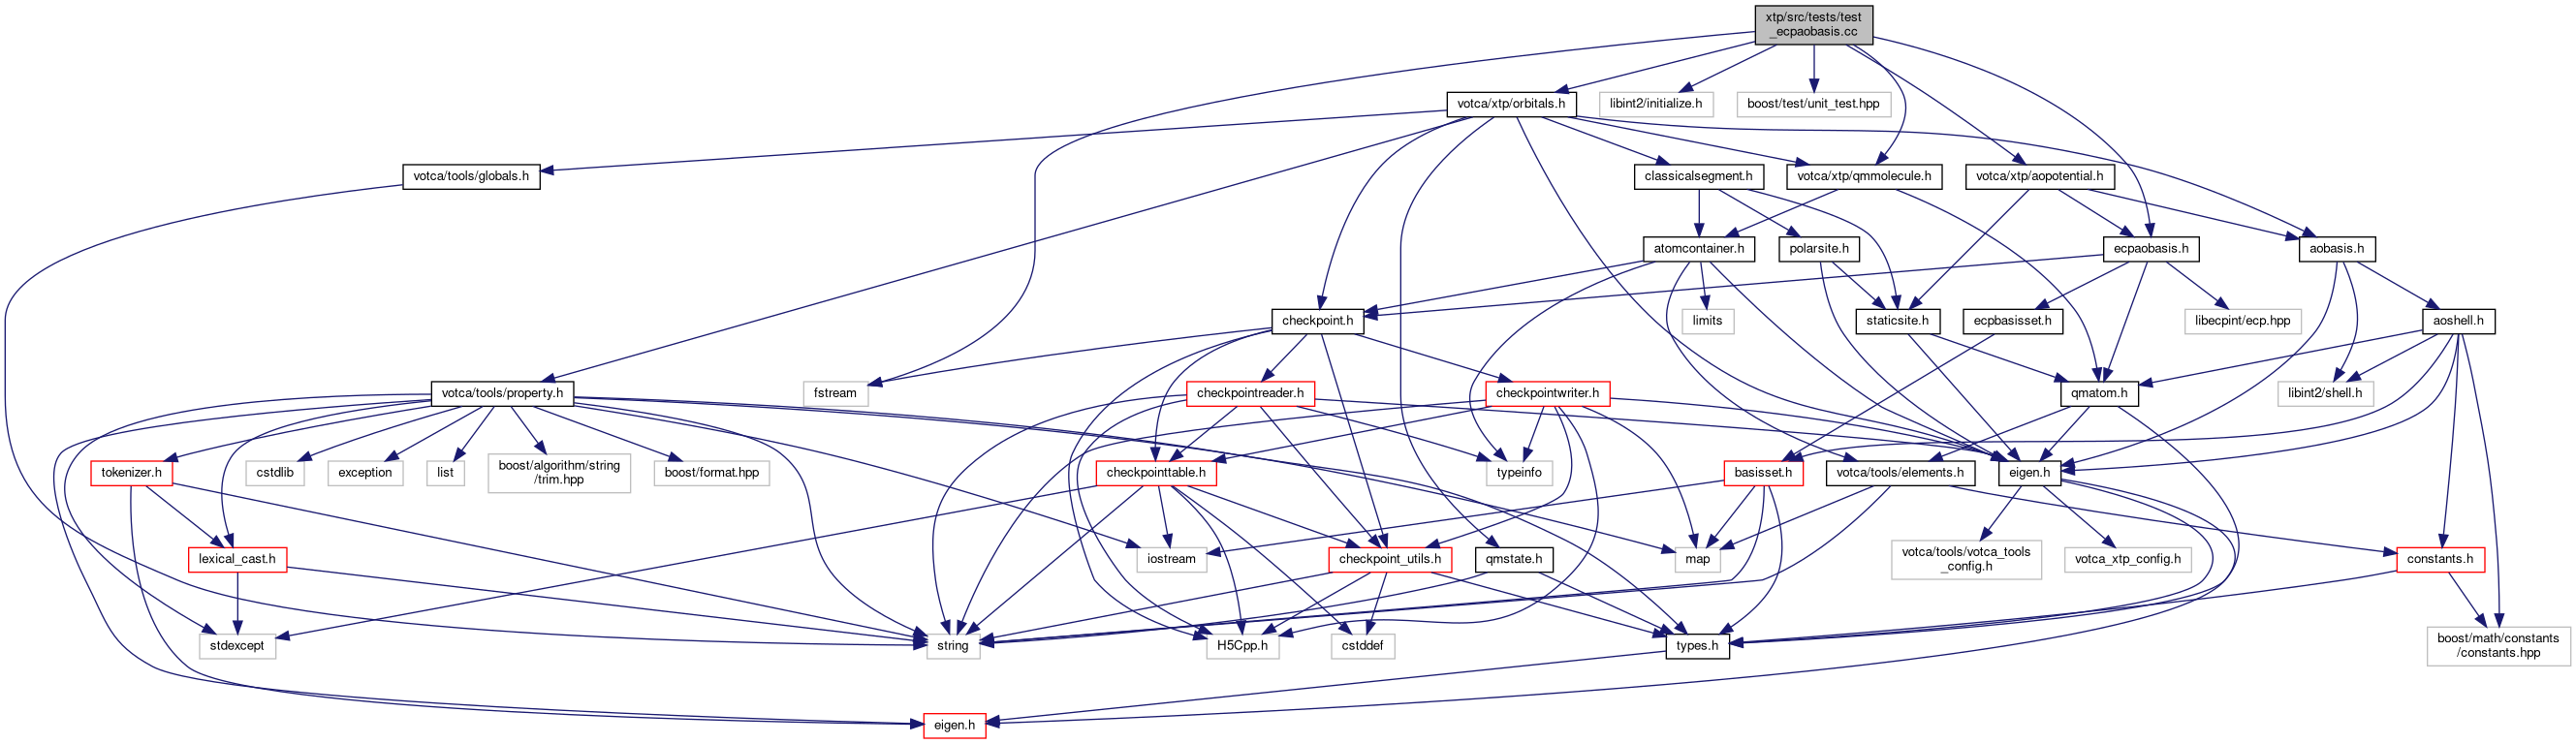 xtp/src/tests/test
_ecpaobasis.cc
votca/xtp/orbitals.h
libint2/initialize.h
boost/test/unit_test.hpp
votca/tools/globals.h
classicalsegment.h
votca/xtp/qmmolecule.h
votca/xtp/aopotential.h
atomcontainer.h
polarsite.h
ecpaobasis.h
aobasis.h
checkpoint.h
limits
staticsite.h
ecpbasisset.h
libecpint/ecp.hpp
aoshell.h
votca/tools/property.h
fstream
checkpointreader.h
checkpointwriter.h
qmatom.h
libint2/shell.h
tokenizer.h
cstdlib
exception
list
boost/algorithm/string
/trim.hpp
boost/format.hpp
checkpointtable.h
typeinfo
basisset.h
votca/tools/elements.h
eigen.h
lexical_cast.h
iostream
checkpoint_utils.h
qmstate.h
map
votca/tools/votca_tools
_config.h
votca_xtp_config.h
constants.h
stdexcept
string
H5Cpp.h
cstddef
types.h
boost/math/constants
/constants.hpp
eigen.h